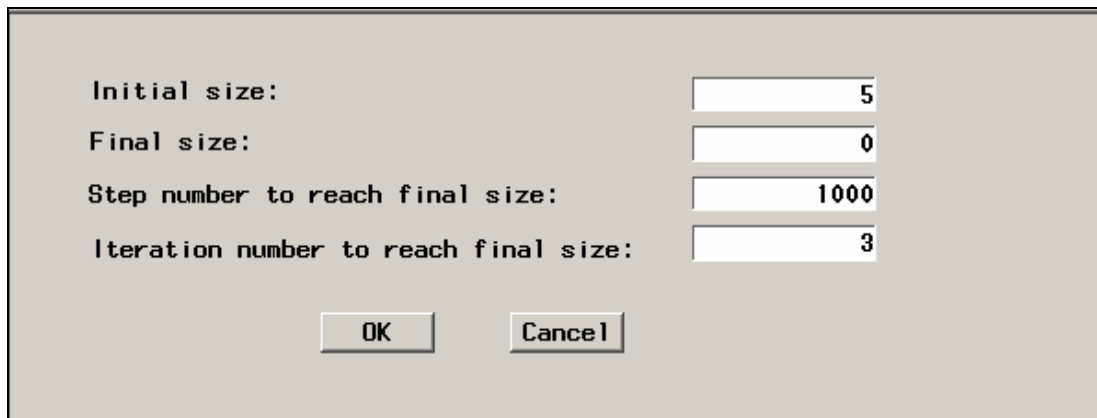 Initial size: 5
Final size: 0
Step number to reach final size: 1000
Iteration number to reach final size: 3
OK Cancel